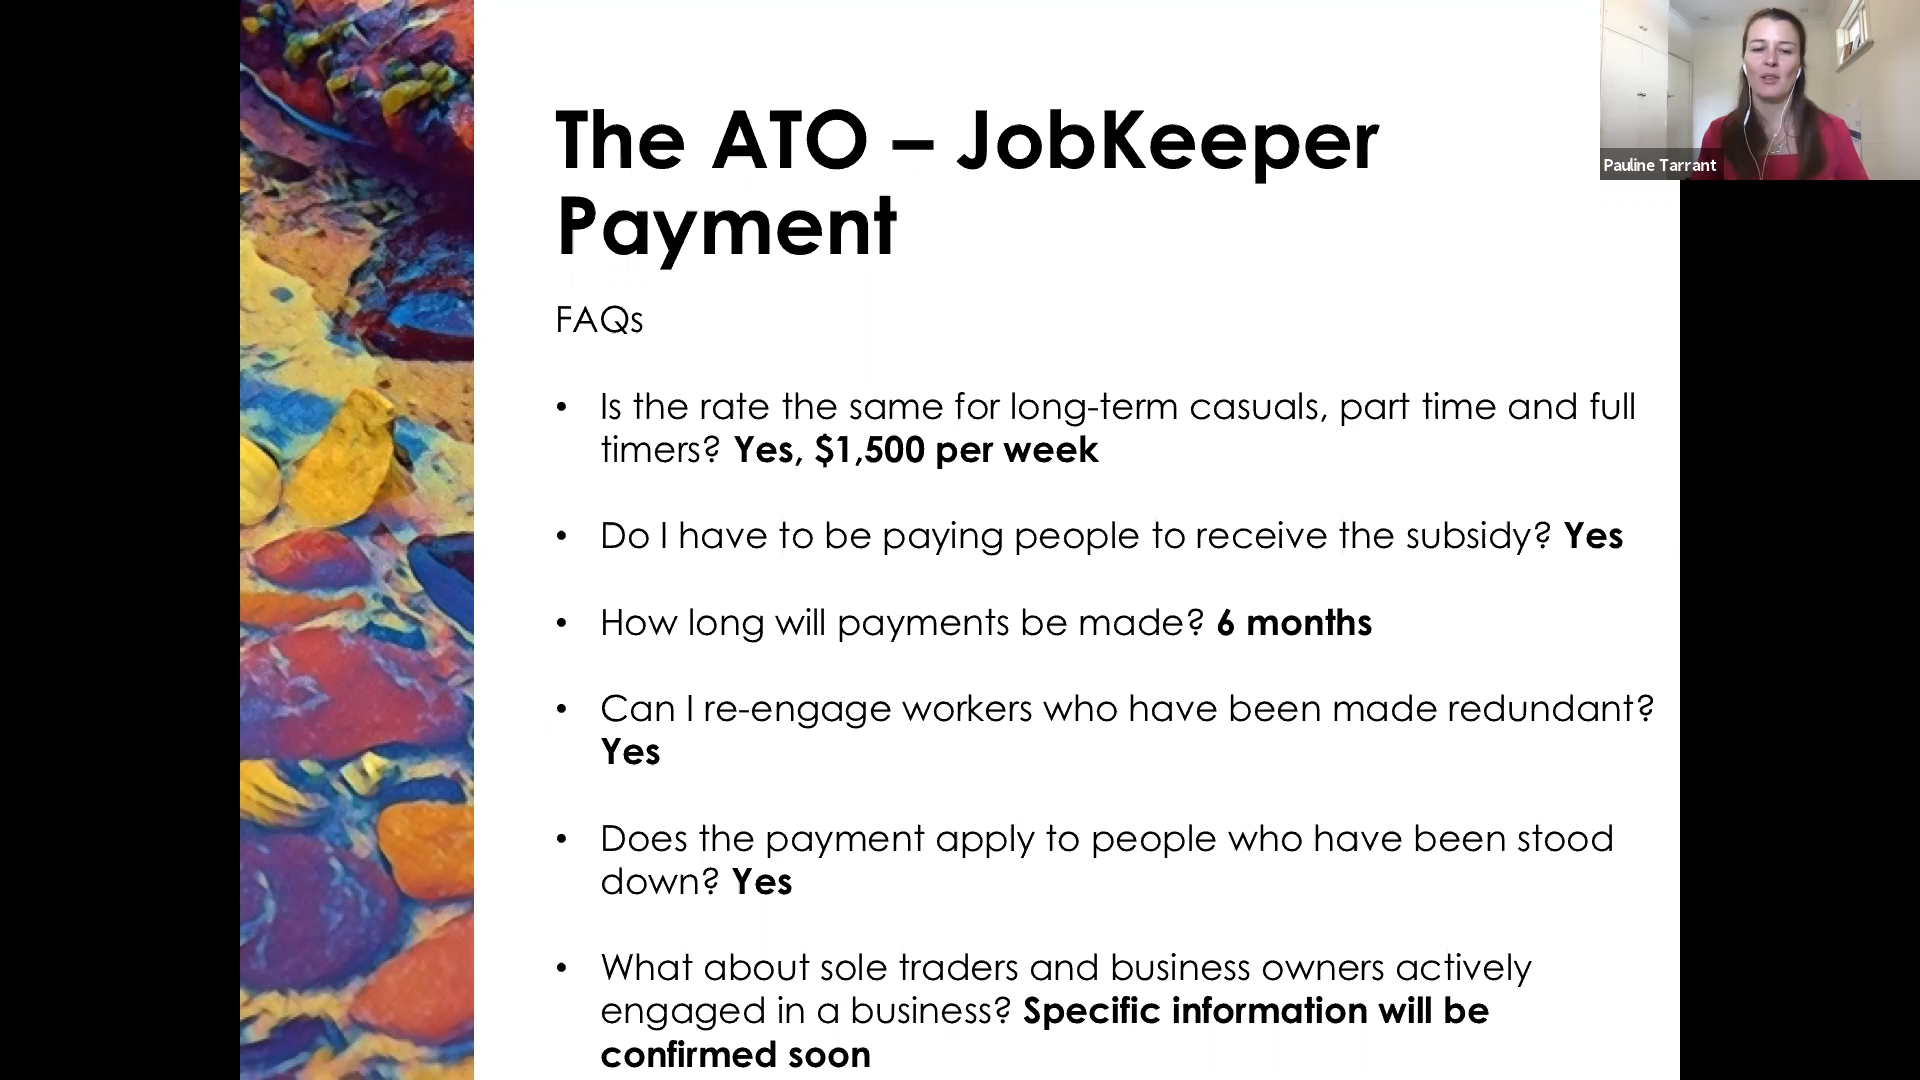 The ATO – JobKeeper
Payment
Pauline Tarrant
FAQs
• Is the rate the same for long-term casuals, part time and full
timers? Yes, $1,500 per week
• Do I have to be paying people to receive the subsidy? Yes
• How long will payments be made? 6 months
• Can I re-engage workers who have been made redundant?
Yes
• Does the payment apply to people who have been stood
down? Yes
• What about sole traders and business owners actively
engaged in a business? Specific information will be
confirmed soon